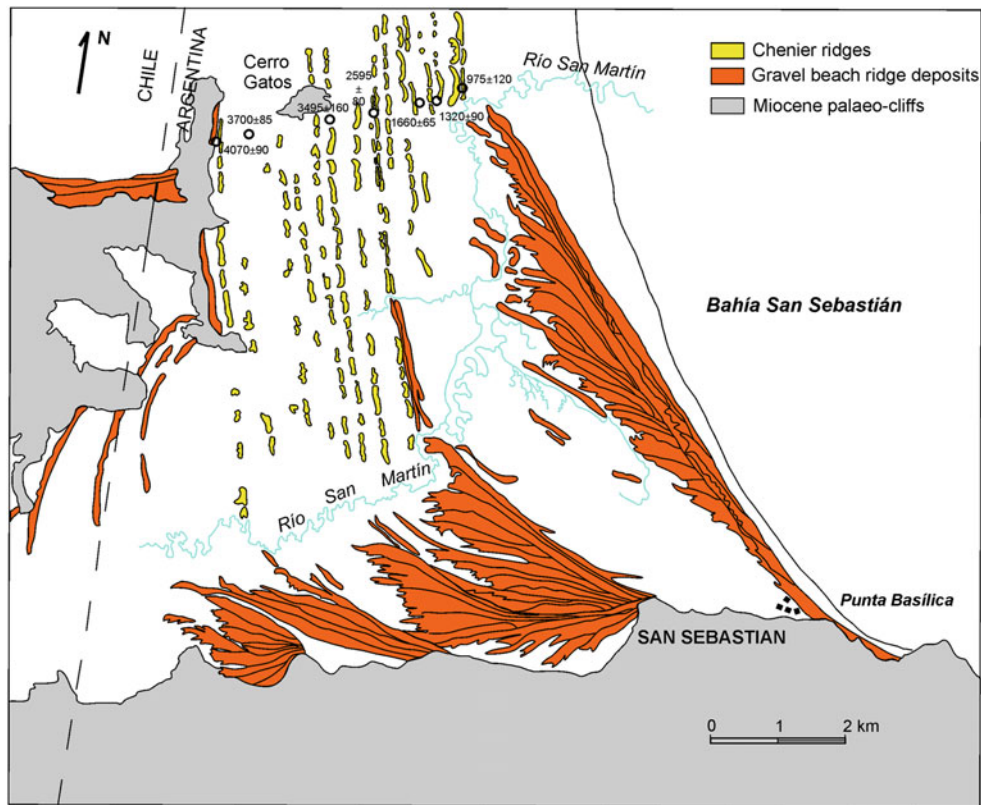 N
CHILE
ARGENTINA
Cerro
Gatos
2595
±
80
975±120
3495±160
3700±85
4070±90
1660±65
1320±90
Río San Martín
Chenier ridges
Gravel beach ridge deposits
Miocene palaeo-cliffs
Bahía San Sebastián
Río San Martín
Punta Basílica
SAN SEBASTIAN
0 1 2 km